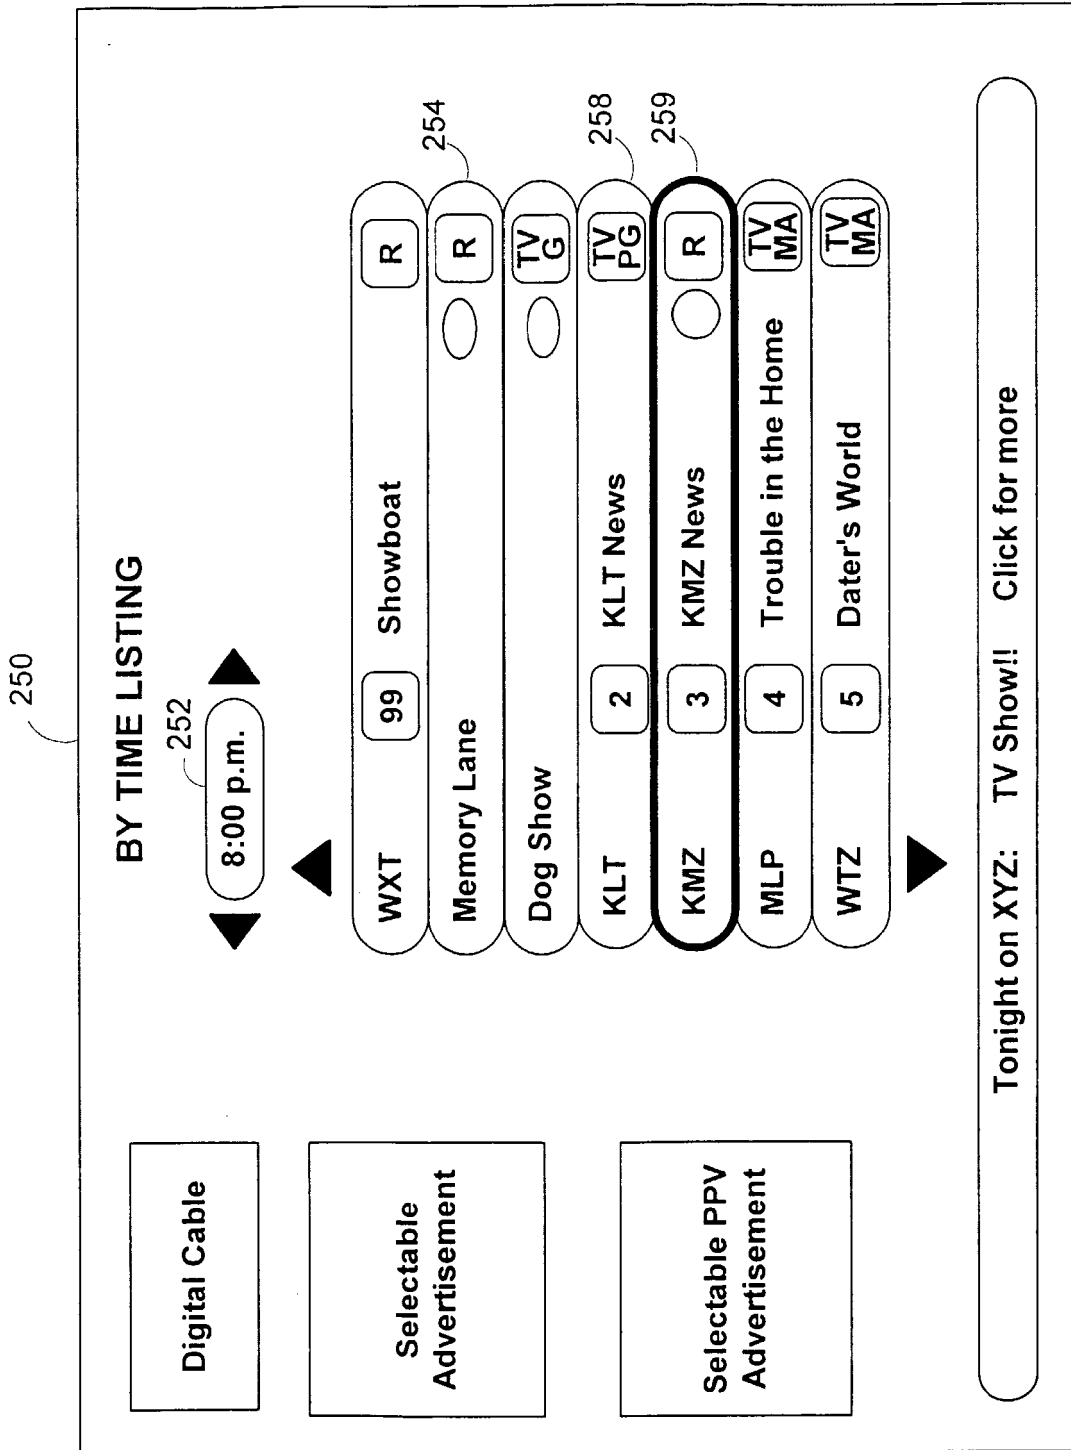 250
BY TIME LISTING
252
8:00 p.m.
Digital Cable
Selectable
Advertisement
Selectable PPV
Advertisement
WXT 99 Showboat R
Memory Lane R
254
Dog Show TV G
KLT 2 KLT News TV PG
258
KMZ 3 KMZ News R
259
MLP 4 Trouble in the Home TV MA
WTZ 5 Dater's World TV MA
Tonight on XYZ: TV Show!! Click for more